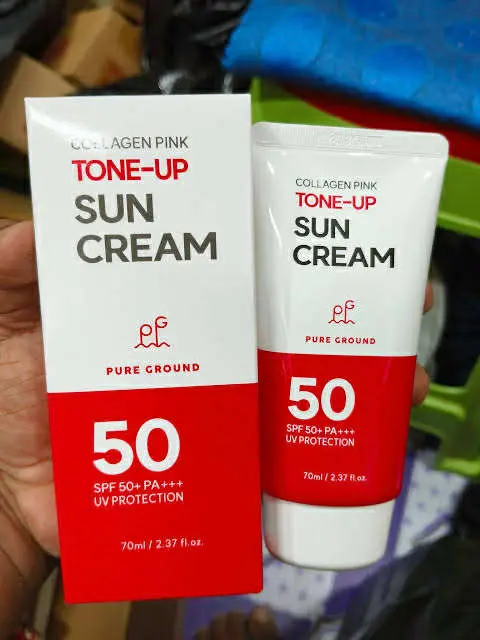 COLLAGEN PINK
TONE-UP
SUN
CREAM
PG
PURE GROUND
50
SPF 50+ PA+++
UV PROTECTION
70ml / 2.37 fl.oz.
COLLAGEN PINK
TONE-UP
SUN
CREAM
PG
PURE GROUND
50
SPF 50+ PA+++
UV PROTECTION
70ml / 2.37 fl.oz.